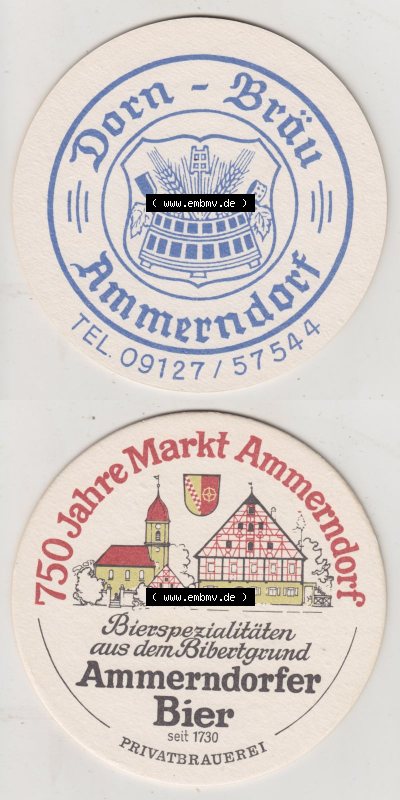 Dorn - Bräu
( www.embmv.de )
Ammerndorf
TEL. 09127 / 57544
750 Jahre Markt Ammerndorf
( www.embmv.de )
Bierspezialitäten
aus dem Bibertgrund
Ammerndorfer
Bier
seit 1730
PRIVATBRAUEREI